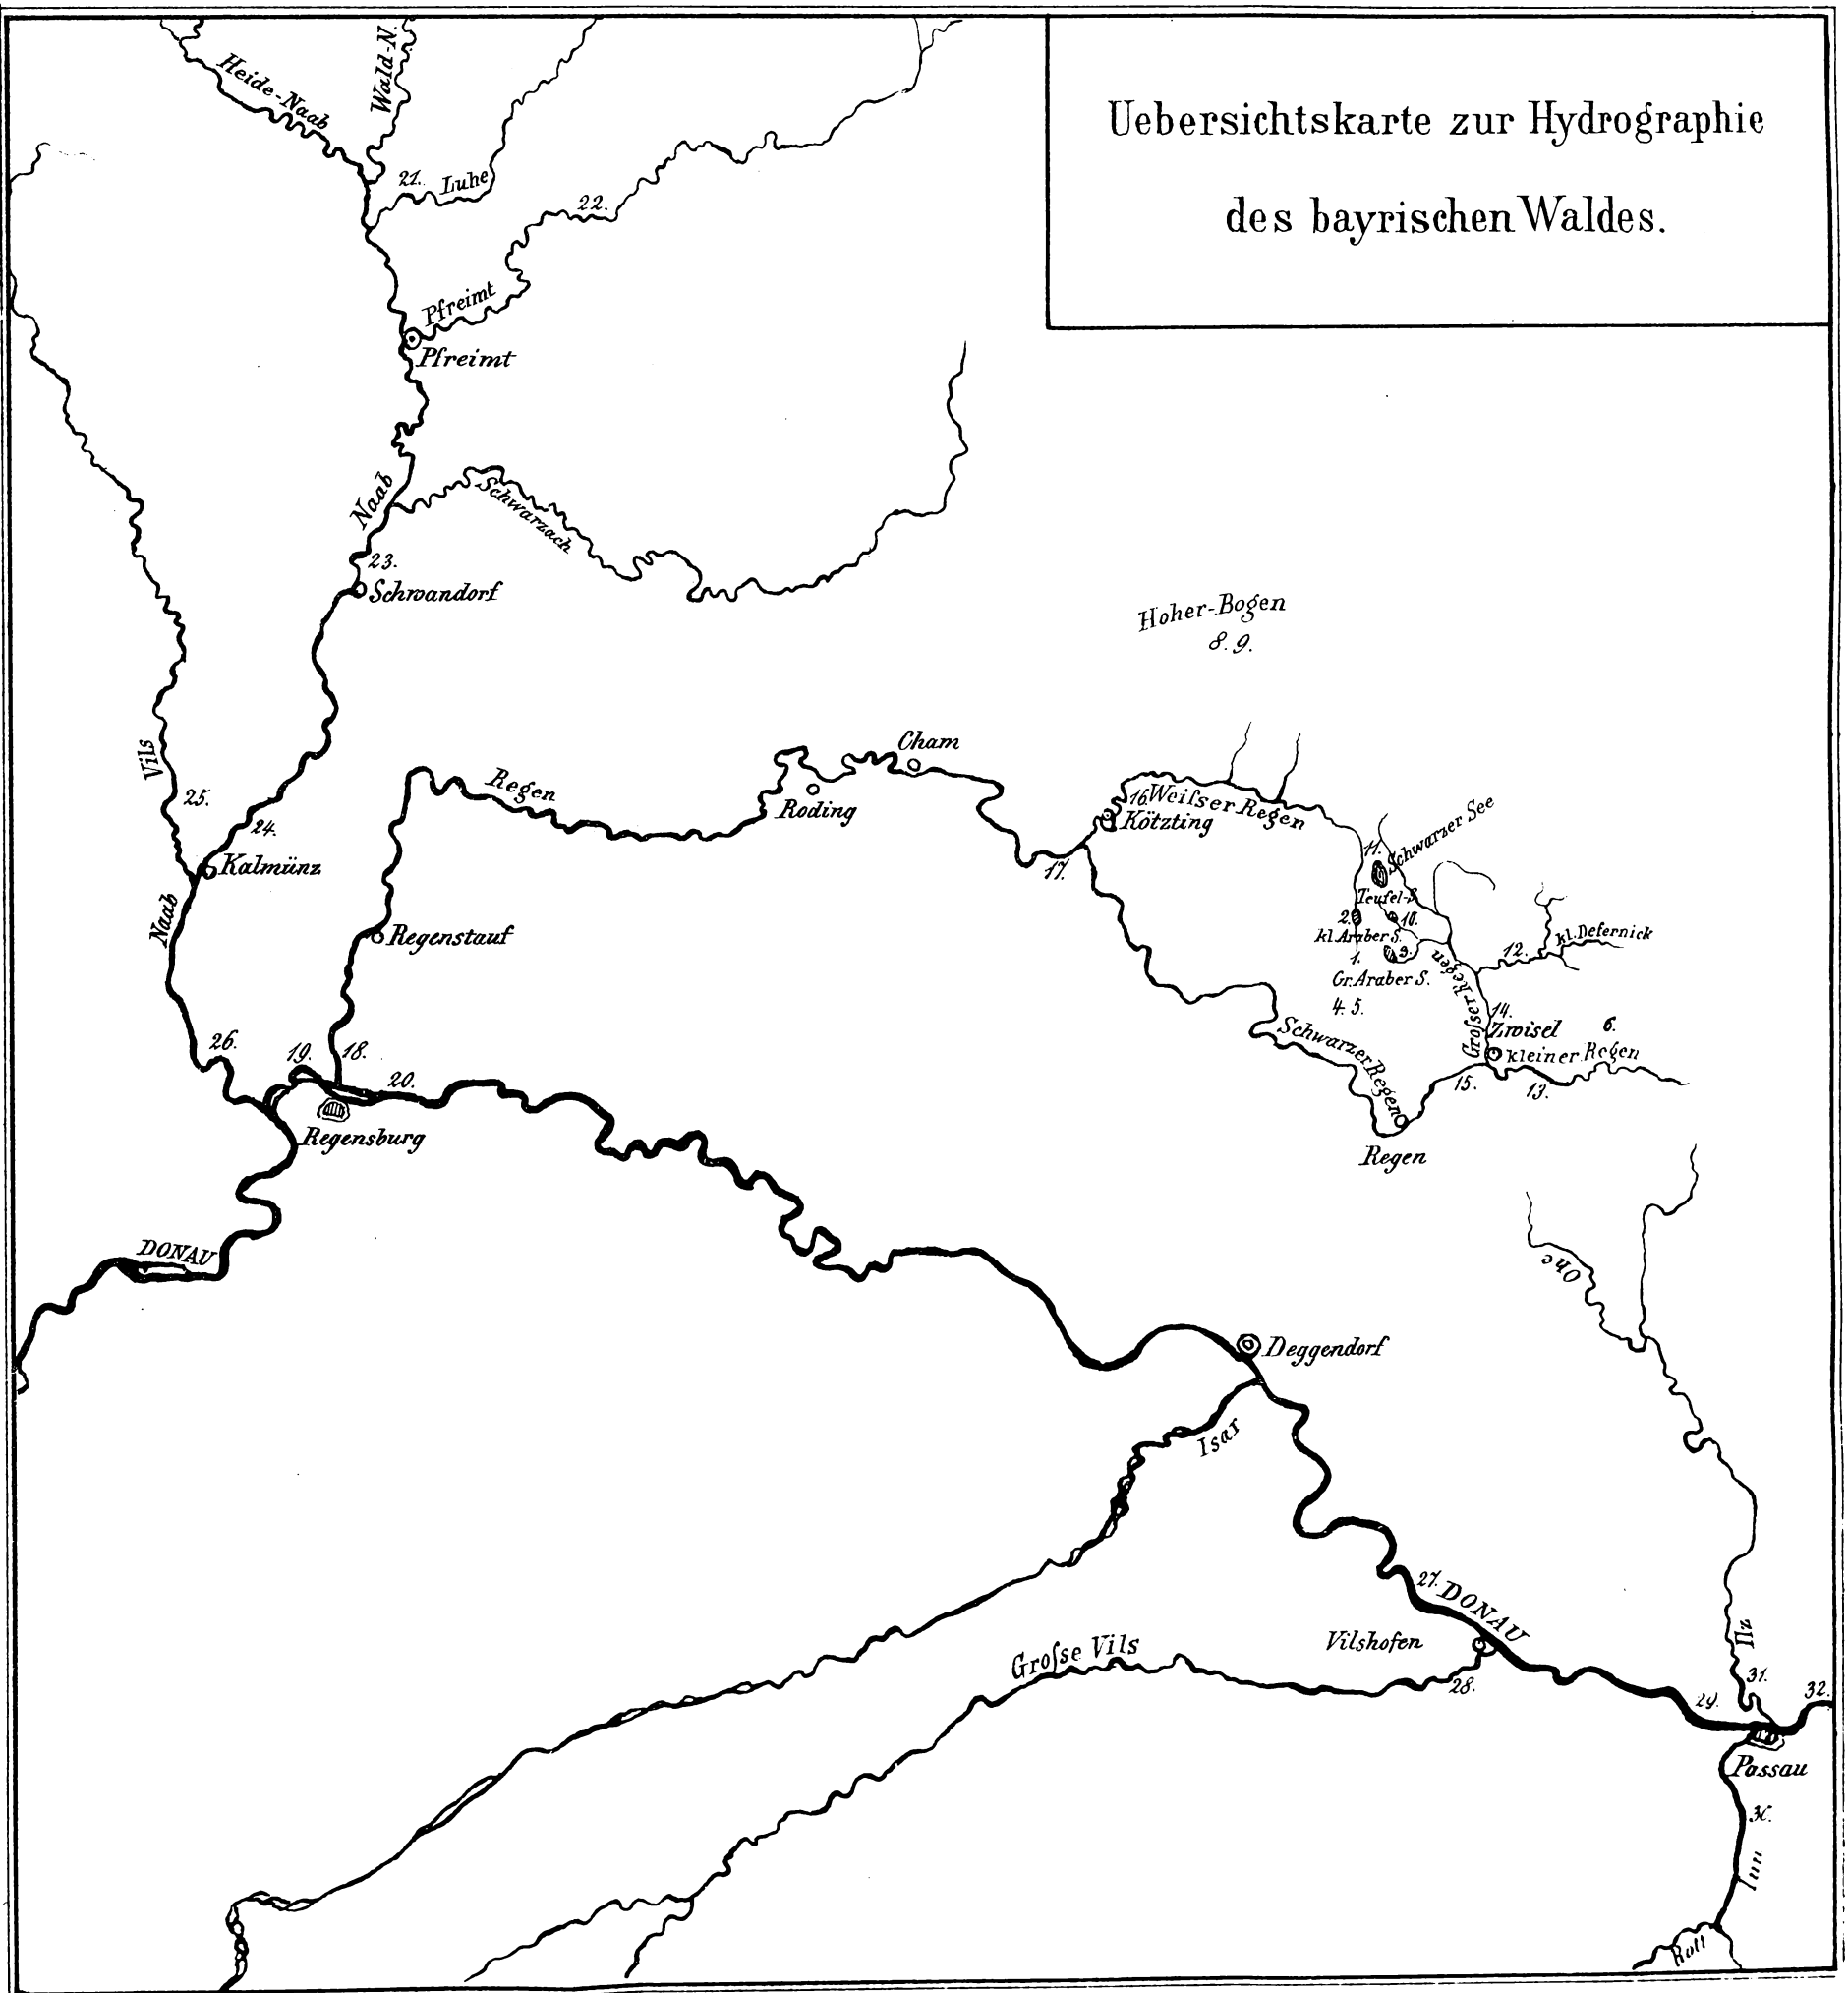 Uebersichtskarte zur Hydrographie
des bayrischen Waldes.
Heide-Naab
Wald-N.
21.
Luhe
22.
Pfreimt
Pfreimt
Naab
Schwarzach
23.
Schwandorf
Hoher-Bogen
8. 9.
Vils
25.
24.
Kalmünz
Naab
Regen
Cham
Roding
16.
Weiſser Regen
Kötzting
17.
11.
Schwarzer See
Teufel-S.
2.
10.
kl. Araber S.
3.
1.
Gr. Araber S.
4. 5.
Groſser Regen
12.
kl. Defernick
14.
Zwisel
6.
kleiner Regen
15.
13.
Schwarzer Regen
Regen
Regenstauf
26.
19.
18.
20.
Regensburg
DONAU
Ohe
Deggendorf
Isar
27.
DONAU
Vilshofen
Groſse Vils
28.
Ilz
31.
29.
32.
Passau
30.
Inn
Rott